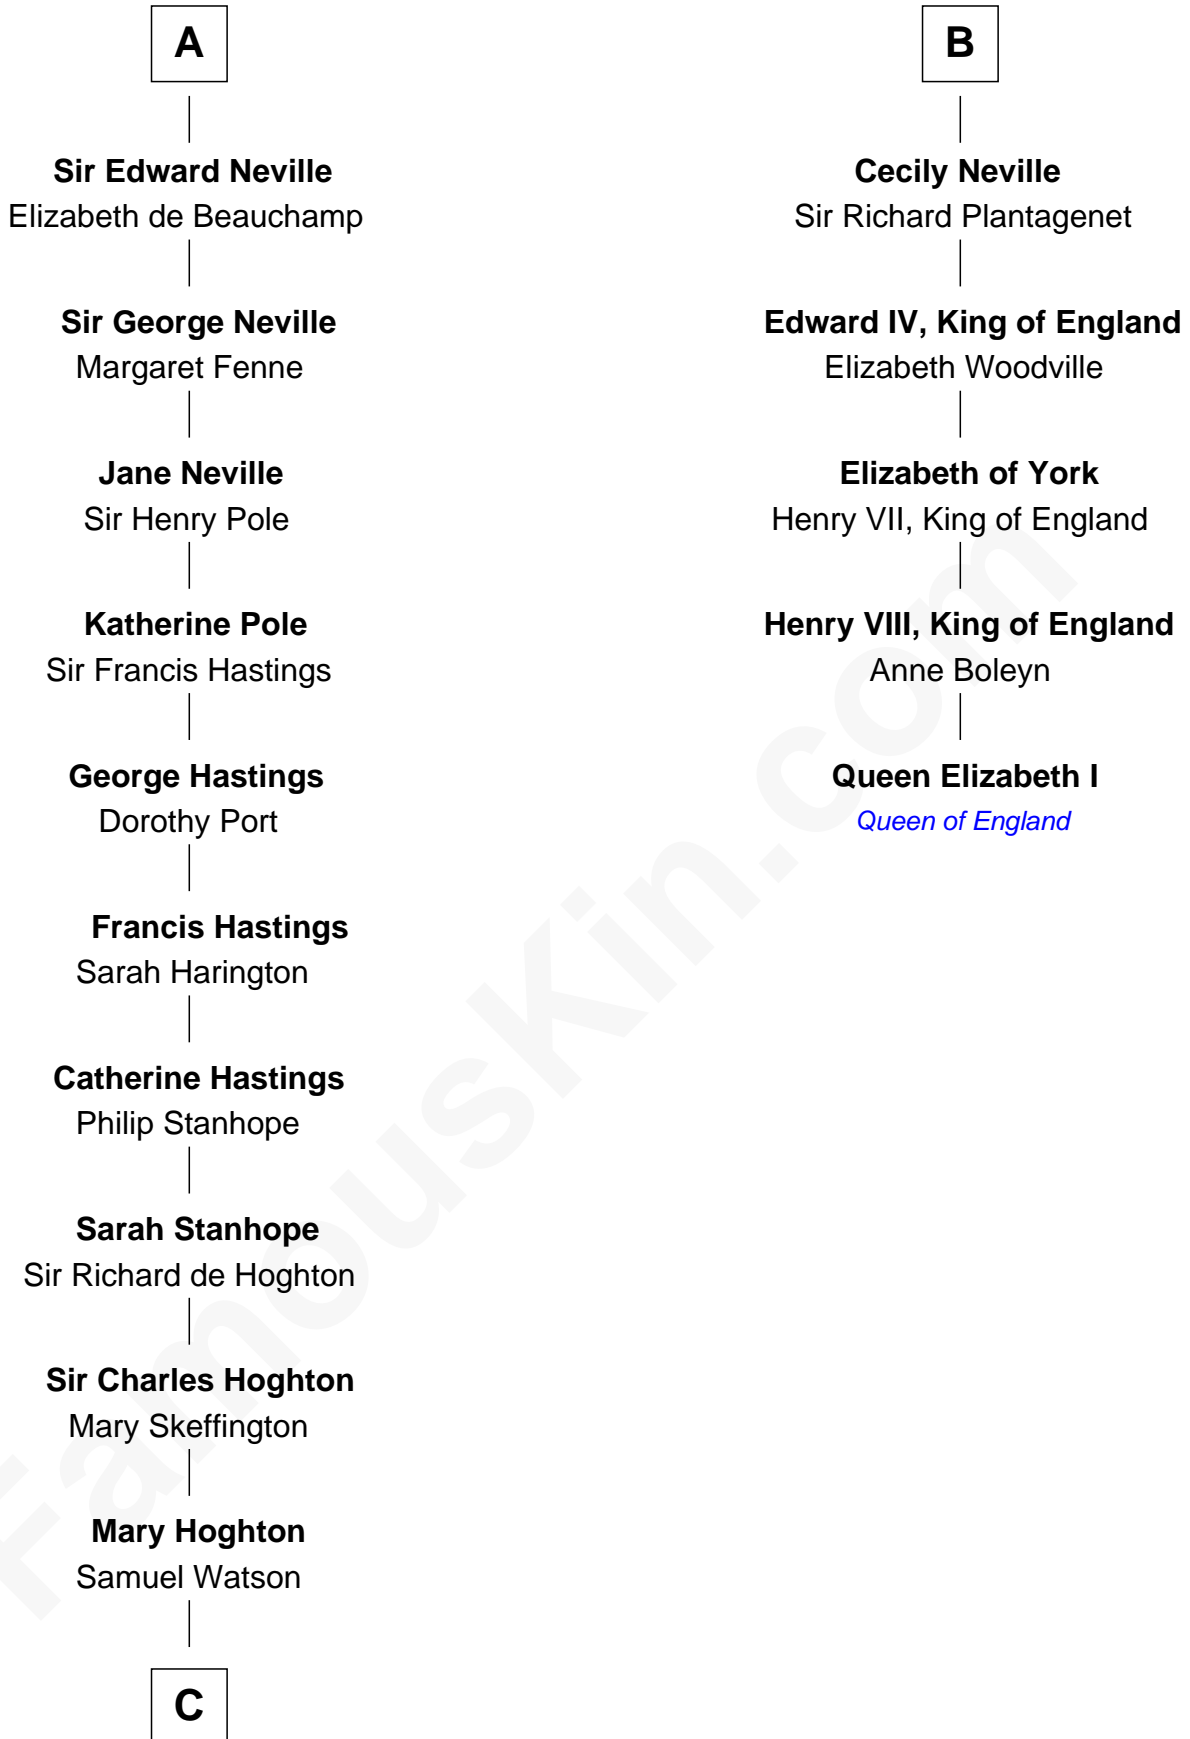 A
Sir Edward Neville
Elizabeth de Beauchamp
Sir George Neville
Margaret Fenne
Jane Neville
Sir Henry Pole
Katherine Pole
Sir Francis Hastings
George Hastings
Dorothy Port
Francis Hastings
Sarah Harington
Catherine Hastings
Philip Stanhope
Sarah Stanhope
Sir Richard de Hoghton
Sir Charles Hoghton
Mary Skeffington
Mary Hoghton
Samuel Watson
C
B
Cecily Neville
Sir Richard Plantagenet
Edward IV, King of England
Elizabeth Woodville
Elizabeth of York
Henry VII, King of England
Henry VIII, King of England
Anne Boleyn
Queen Elizabeth I
Queen of England
FamousKin.com